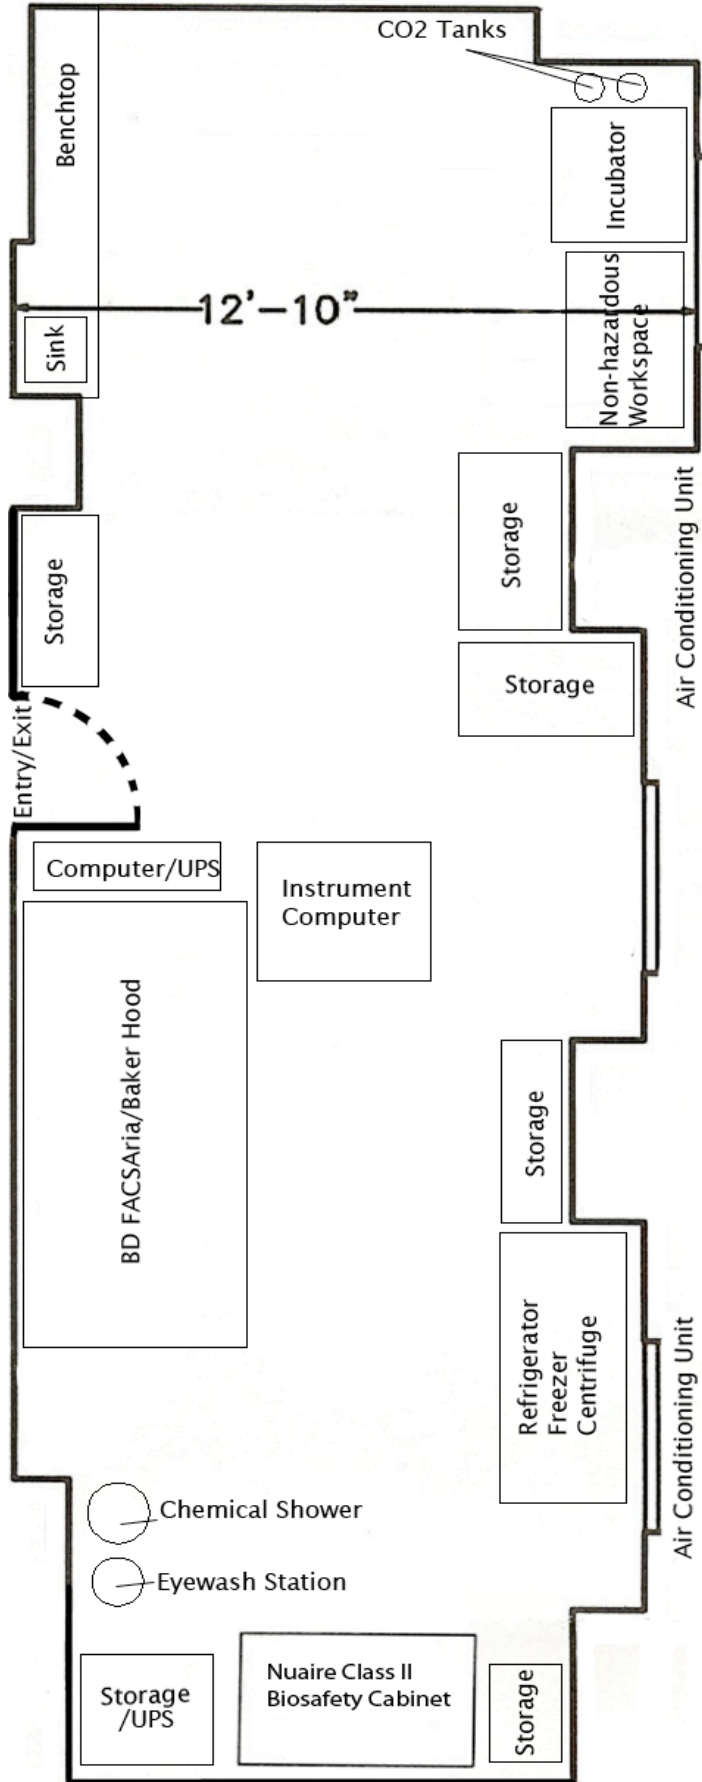 CO2 Tanks
Benchtop
Incubator
12'-10"
Non-hazardous
Workspace
Sink
Storage
Air Conditioning Unit
Storage
Storage
Entry/Exit
Computer/UPS
Instrument
Computer
BD FACSAria/Baker Hood
Storage
Refrigerator
Freezer
Centrifuge
Air Conditioning Unit
Chemical Shower
Eyewash Station
Storage
/UPS
Nuaire Class II
Biosafety Cabinet
Storage